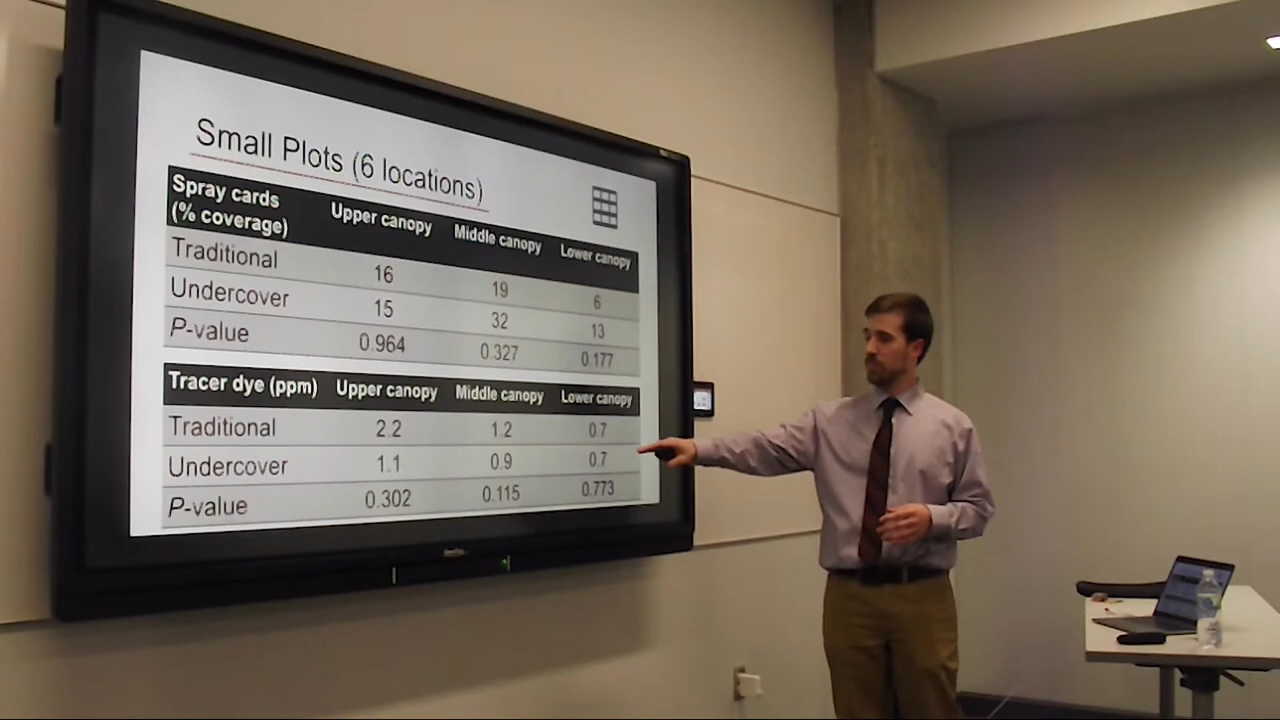 Small Plots (6 locations)
Spray cards (% coverage) Upper canopy Middle canopy Lower canopy
Traditional 16 19 6
Undercover 15 32 13
P-value 0.964 0.327 0.177
Tracer dye (ppm) Upper canopy Middle canopy Lower canopy
Traditional 2.2 1.2 0.7
Undercover 1.1 0.9 0.7
P-value 0.302 0.115 0.773